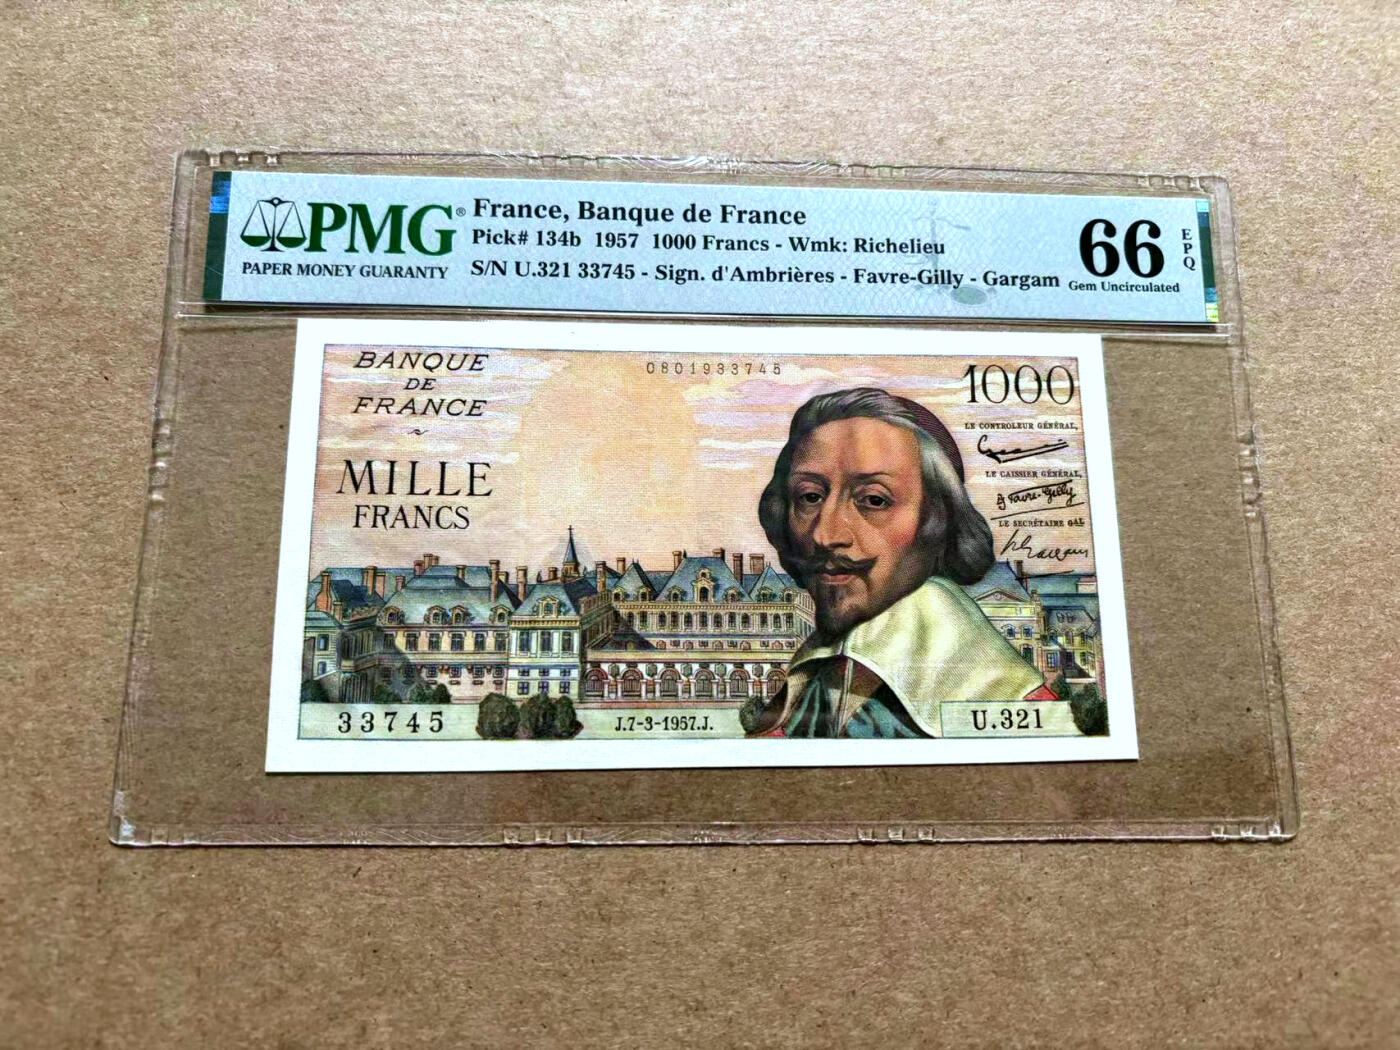 PMG®
PAPER MONEY GUARANTY
France, Banque de France
Pick# 134b 1957 1000 Francs - Wmk: Richelieu
S/N U.321 33745 - Sign. d'Ambrières - Favre-Gilly - Gargam
66
Gem Uncirculated
EPQ
BANQUE
DE
FRANCE
MILLE
FRANCS
0801933745
1000
LE CONTROLEUR GÉNÉRAL,
LE CAISSIER GÉNÉRAL,
G Favre-Gilly
LE SECRÉTAIRE GAL
33745
J.7-3-1957.J.
U.321